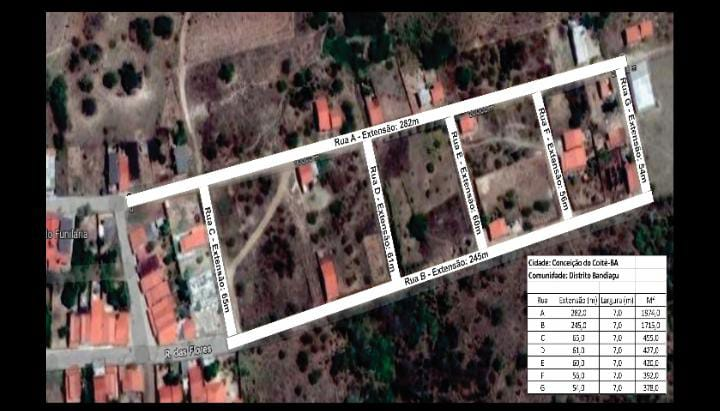 Rua A - Extensão: 282m
Rua G - Extensão: 54m
Rua F - Extensão: 56m
Rua E - Extensão: 60m
Rua D - Extensão: 61m
Rua C - Extensão: 65m
Rua B - Extensão: 245m
do Funilaria
R. das Flores
Cidade: Conceição do Coité-BA
Comunidade: Distrito Bandiaçu
Rua Extensão (m) Largura (m) M²
A 282,0 7,0 1974,0
B 245,0 7,0 1715,0
C 65,0 7,0 455,0
D 61,0 7,0 427,0
E 60,0 7,0 420,0
F 56,0 7,0 392,0
G 54,0 7,0 378,0